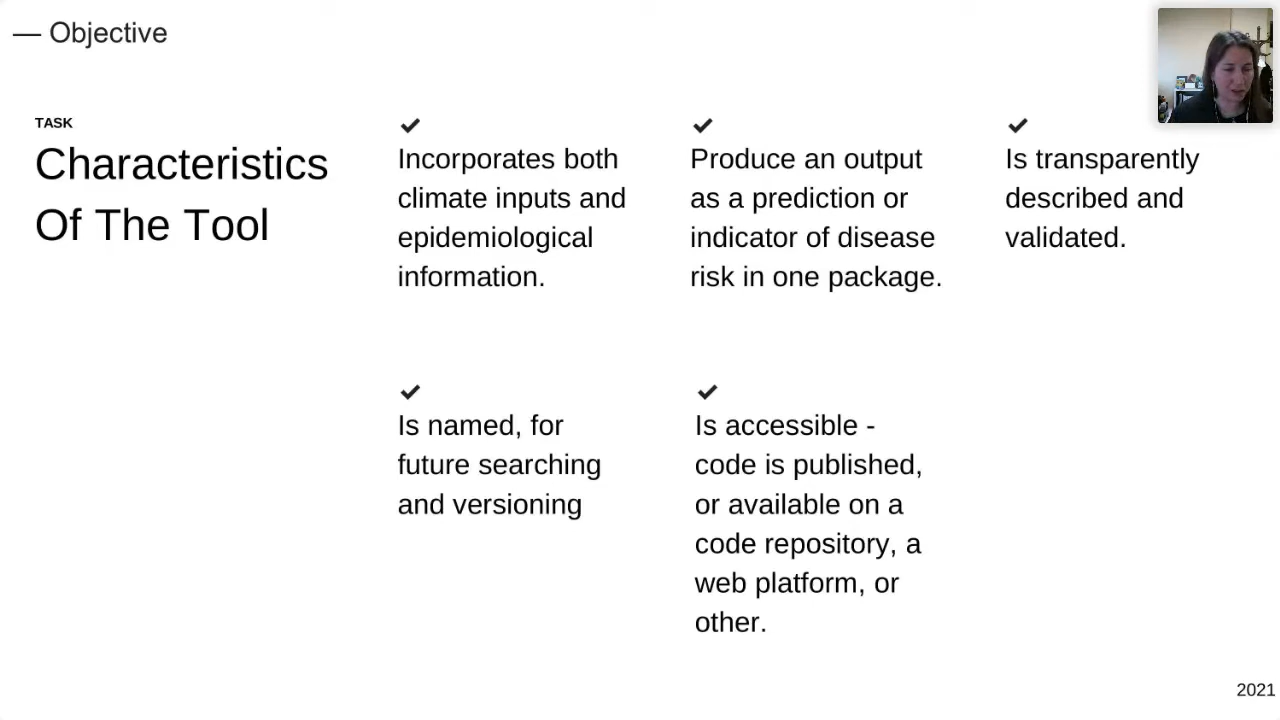 — Objective
TASK
Characteristics
Of The Tool
✓
Incorporates both
climate inputs and
epidemiological
information.
✓
Produce an output
as a prediction or
indicator of disease
risk in one package.
✓
Is transparently
described and
validated.
✓
Is named, for
future searching
and versioning
✓
Is accessible -
code is published,
or available on a
code repository, a
web platform, or
other.
2021